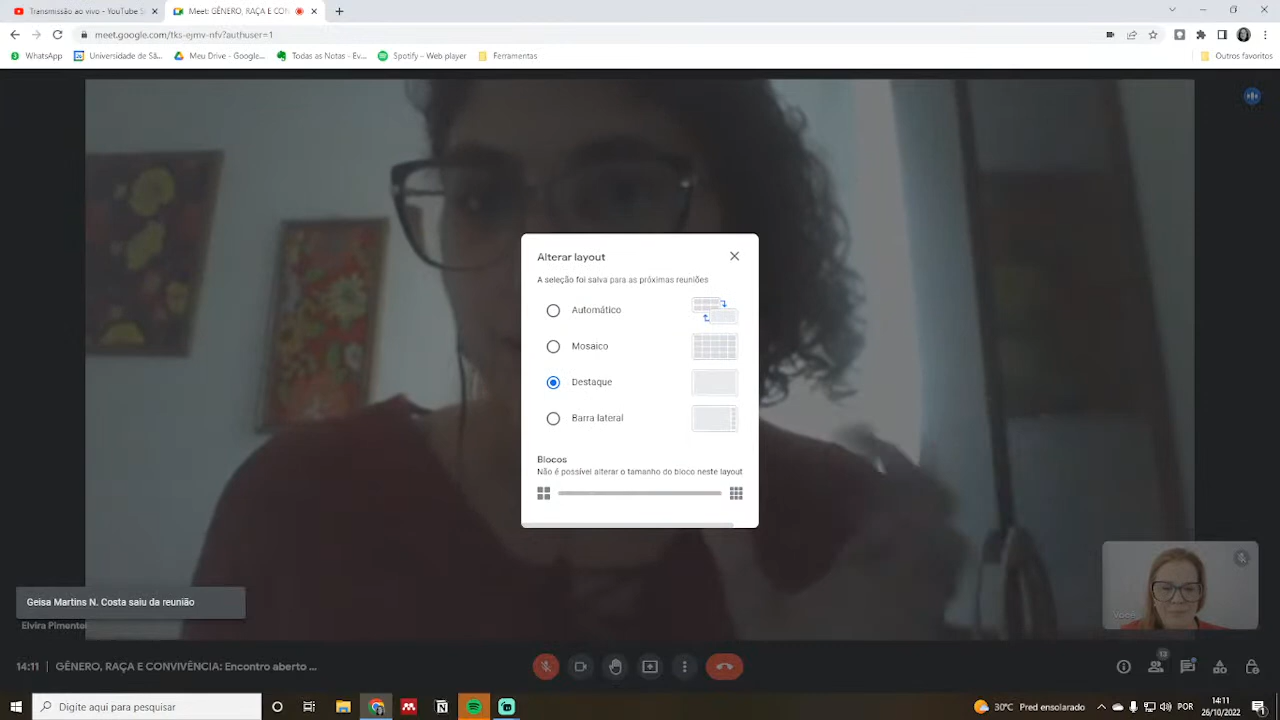 Transmissão ao vivo - YouTube S
Meet: GÊNERO, RAÇA E CON
meet.google.com/tks-ejmv-nfv?authuser=1
WhatsApp
Universidade de Sã...
Meu Drive - Google...
Todas as Notas - Ev...
Spotify – Web player
Ferramentas
Outros favoritos
Alterar layout
A seleção foi salva para as próximas reuniões
Automático
Mosaico
Destaque
Barra lateral
Blocos
Não é possível alterar o tamanho do bloco neste layout
Geisa Martins N. Costa saiu da reunião
Elvira Pimentel
Você
14:11 | GÊNERO, RAÇA E CONVIVÊNCIA: Encontro aberto ...
13
Digite aqui para pesquisar
30ºC Pred ensolarado
POR
14:11
26/10/2022